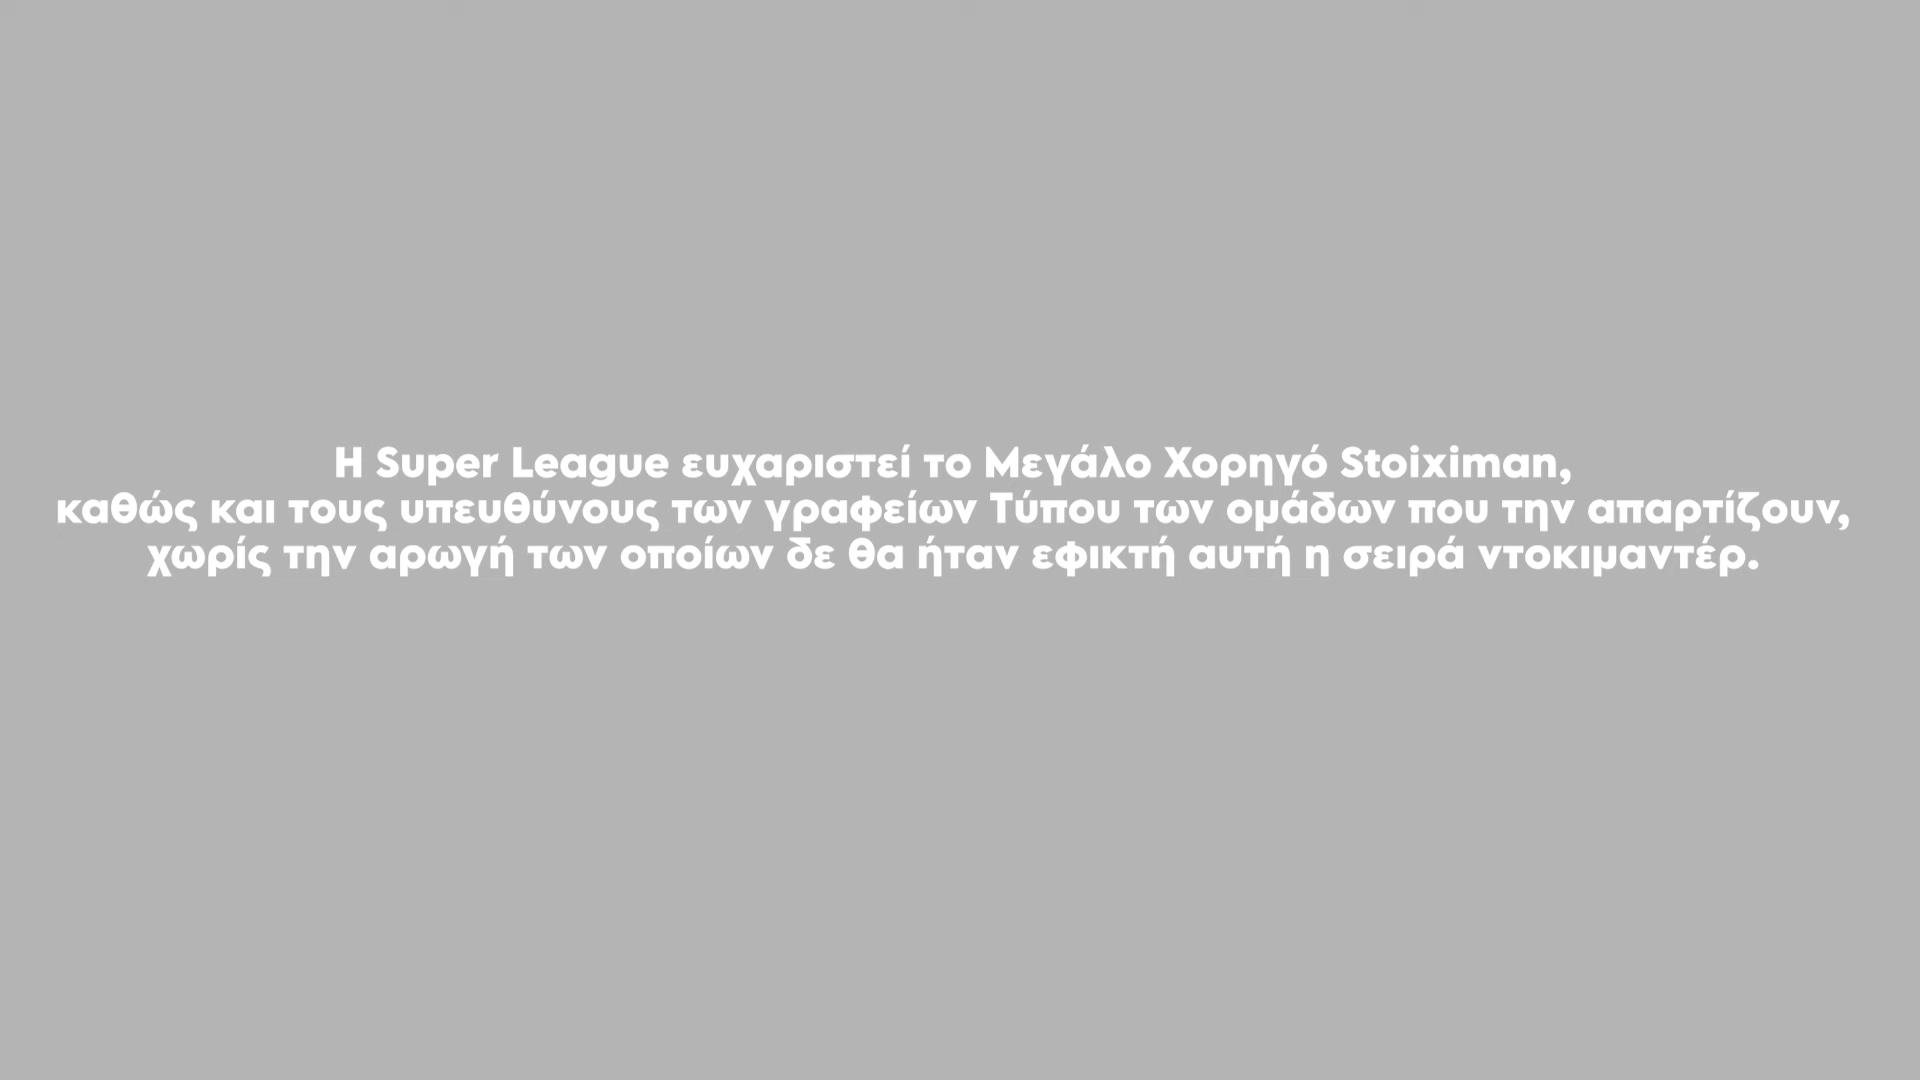 Η Super League ευχαριστεί το Μεγάλο Χορηγό Stoiximan,
καθώς και τους υπευθύνους των γραφείων Τύπου των ομάδων που την απαρτίζουν,
χωρίς την αρωγή των οποίων δε θα ήταν εφικτή αυτή η σειρά ντοκιμαντέρ.